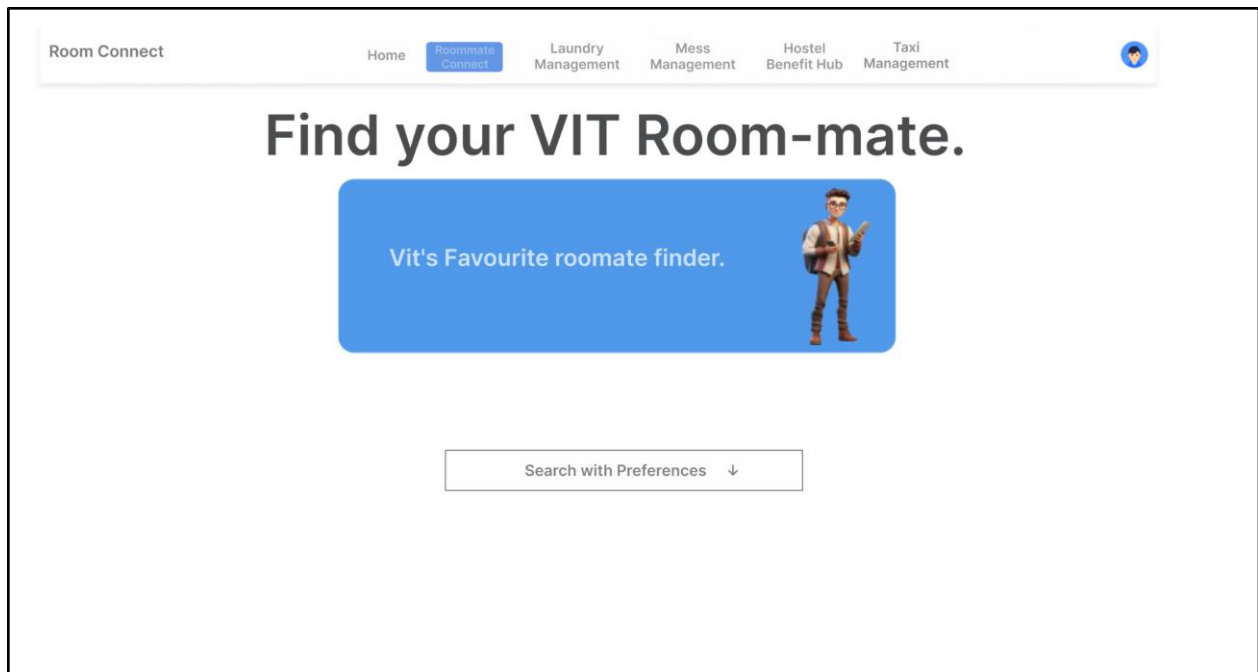 Room Connect
Home
Roommate
Connect
Laundry
Management
Mess
Management
Hostel
Benefit Hub
Taxi
Management
Find your VIT Room-mate.
Vit's Favourite roomate finder.
Search with Preferences ↓